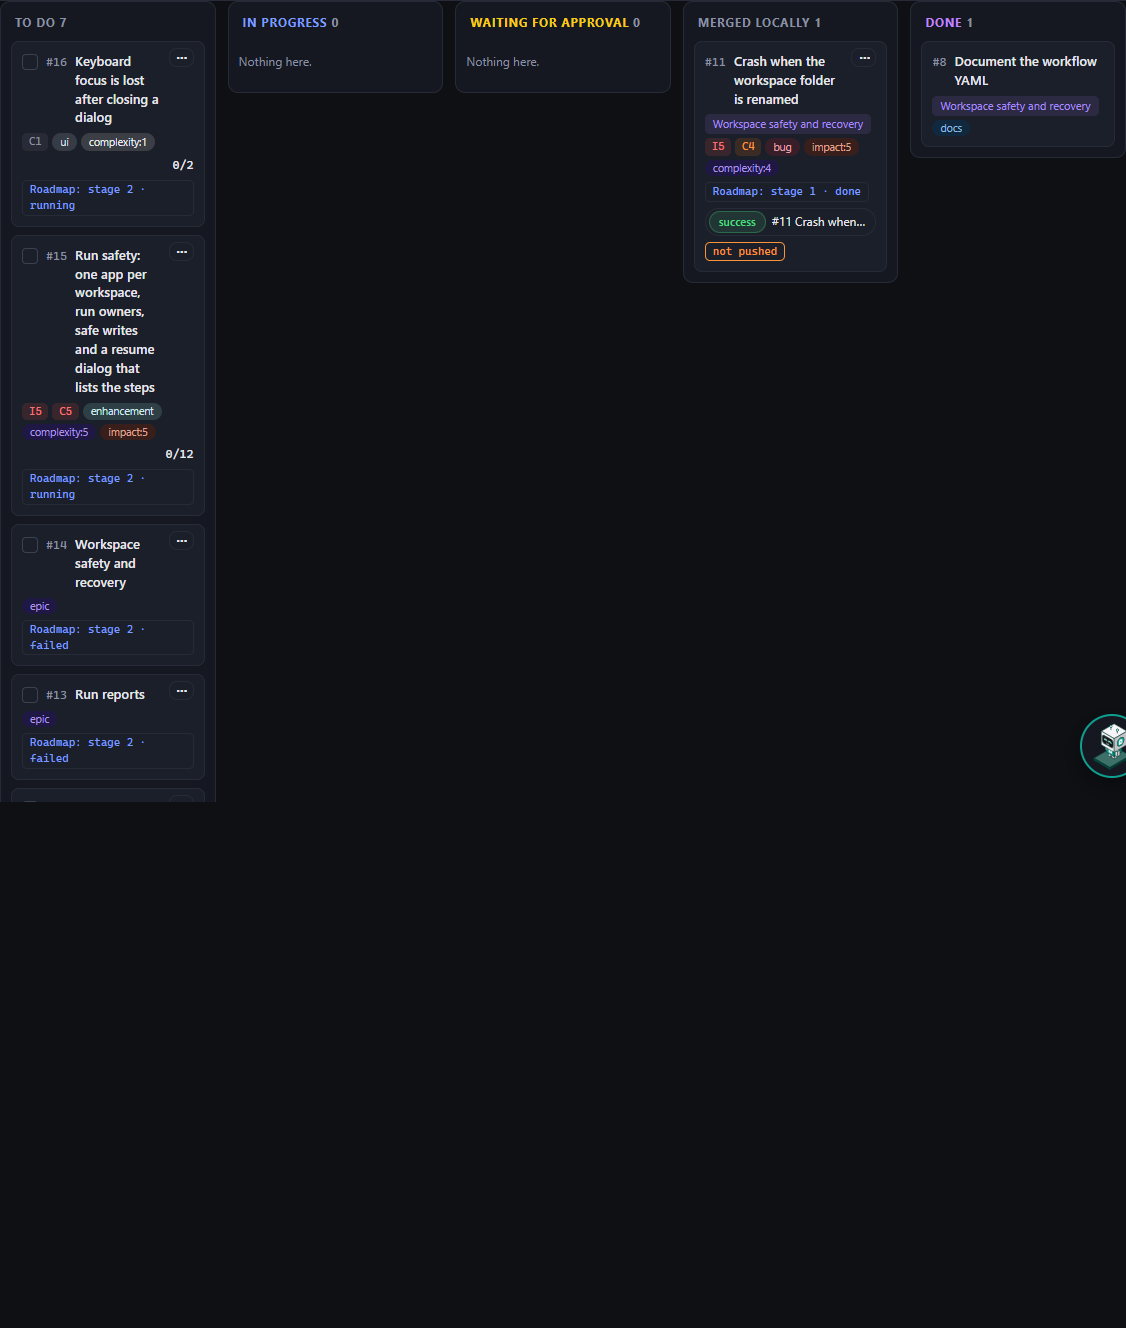 TO DO 7
#16 Keyboard
focus is lost
after closing a
dialog
C1 ui complexity:1
0/2
Roadmap: stage 2 ·
running
#15 Run safety:
one app per
workspace,
run owners,
safe writes
and a resume
dialog that
lists the steps
I5 C5 enhancement
complexity:5 impact:5
0/12
Roadmap: stage 2 ·
running
#14 Workspace
safety and
recovery
epic
Roadmap: stage 2 ·
failed
#13 Run reports
epic
Roadmap: stage 2 ·
failed
IN PROGRESS 0
Nothing here.
WAITING FOR APPROVAL 0
Nothing here.
MERGED LOCALLY 1
#11 Crash when the
workspace folder
is renamed
Workspace safety and recovery
I5 C4 bug impact:5
complexity:4
Roadmap: stage 1 · done
success #11 Crash when...
not pushed
DONE 1
#8 Document the workflow
YAML
Workspace safety and recovery
docs